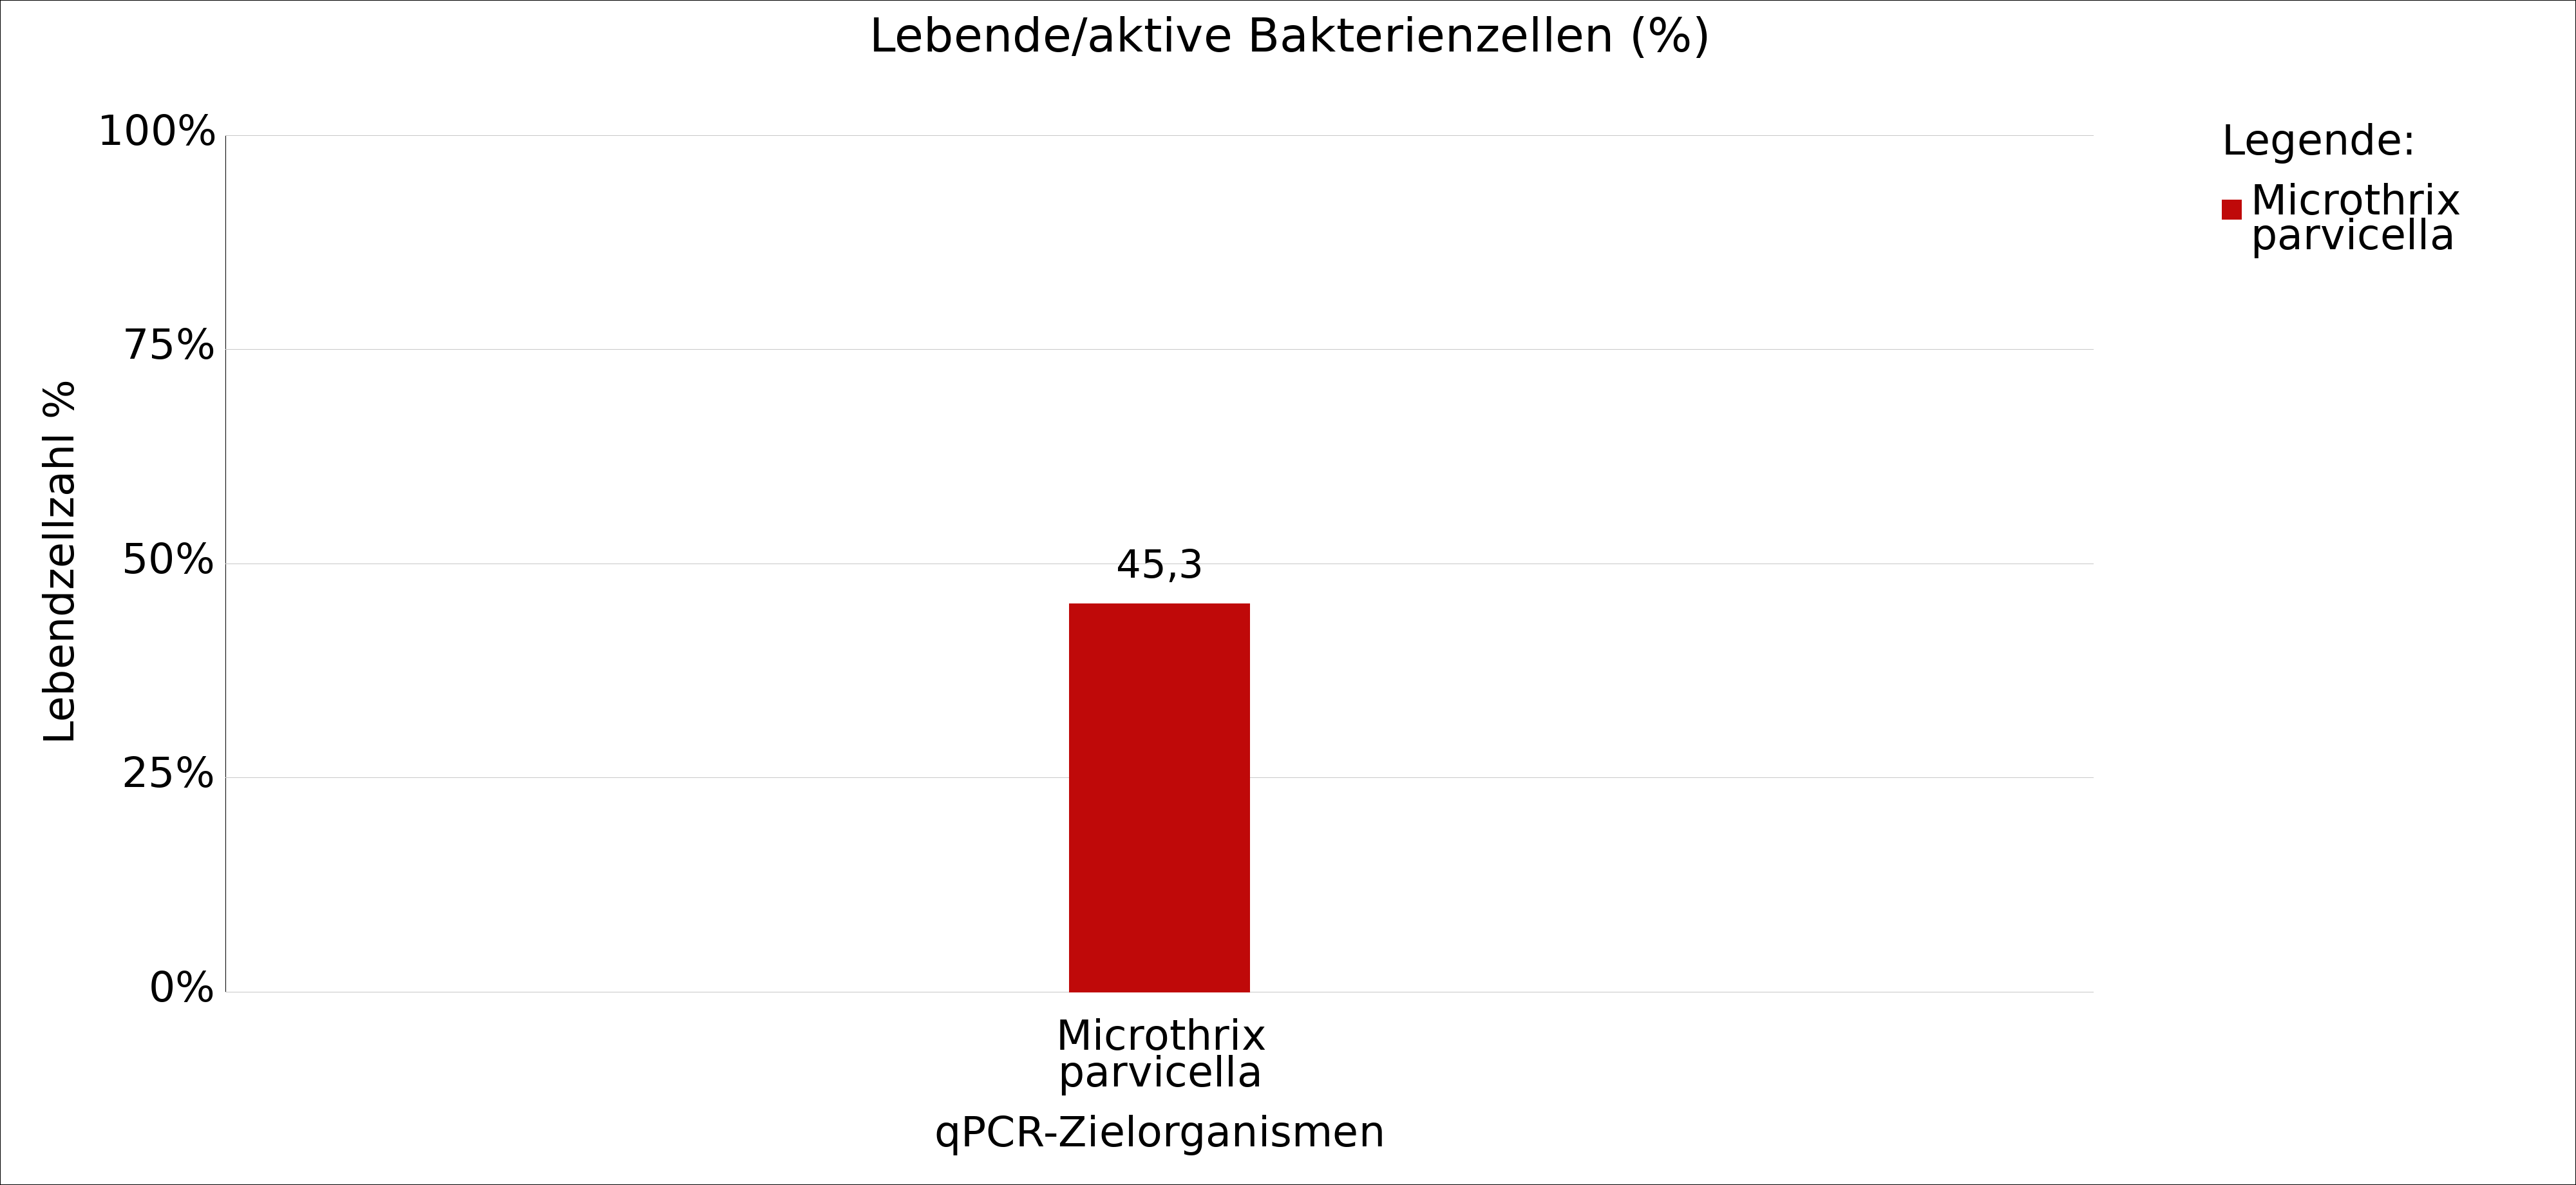 Lebende/aktive Bakterienzellen (%)
100%
75%
50%
25%
0%
Lebendzellzahl %
45,3
Microthrix
parvicella
qPCR-Zielorganismen
Legende:
Microthrix
parvicella